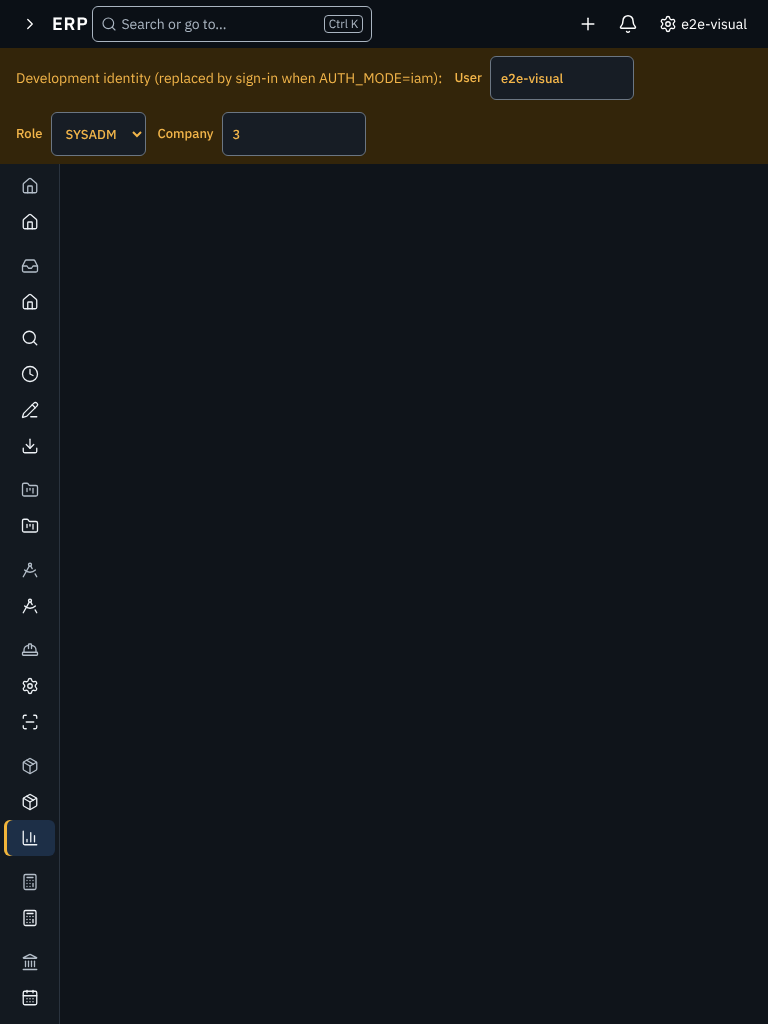 ERP Search or go to... Ctrl K e2e-visual
Development identity (replaced by sign-in when AUTH_MODE=iam): User e2e-visual
Role SYSADM Company 3